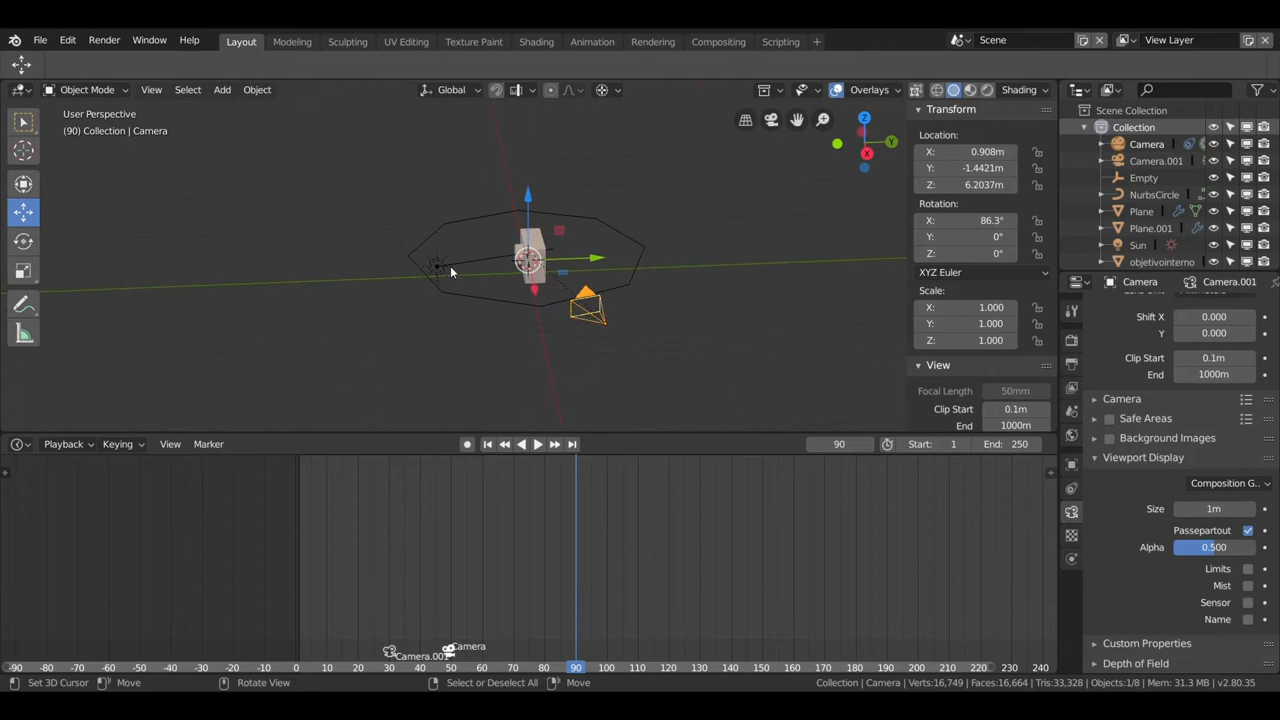 File Edit Render Window Help Layout Modeling Sculpting UV Editing Texture Paint Shading Animation Rendering Compositing Scripting + Scene View Layer
Object Mode View Select Add Object Global Overlays Shading
User Perspective
(90) Collection | Camera
Z
Y
X
Transform
Location:
X: 0.908m
Y: -1.4421m
Z: 6.2037m
Rotation:
X: 86.3°
Y: 0°
Z: 0°
XYZ Euler
Scale:
X: 1.000
Y: 1.000
Z: 1.000
View
Focal Length 50mm
Clip Start 0.1m
End 1000m
Scene Collection
Collection
Camera
Camera.001
Empty
NurbsCircle
Plane
Plane.001
Sun
objetivointerno
Camera Camera.001
Shift X 0.000
Y 0.000
Clip Start 0.1m
End 1000m
Camera
Safe Areas
Background Images
Viewport Display
Composition G..
Size 1m
Passepartout
Alpha 0.500
Limits
Mist
Sensor
Name
Custom Properties
Depth of Field
Playback Keying View Marker 90 Start: 1 End: 250
Camera
Camera.001
-90 -80 -70 -60 -50 -40 -30 -20 -10 0 10 20 30 40 50 60 70 80 90 100 110 120 130 140 150 160 170 180 190 200 210 220 230 240
Set 3D Cursor Move Rotate View Select or Deselect All Move Collection | Camera | Verts:16,749 | Faces:16,664 | Tris:33,328 | Objects:1/8 | Mem: 31.3 MB | v2.80.35